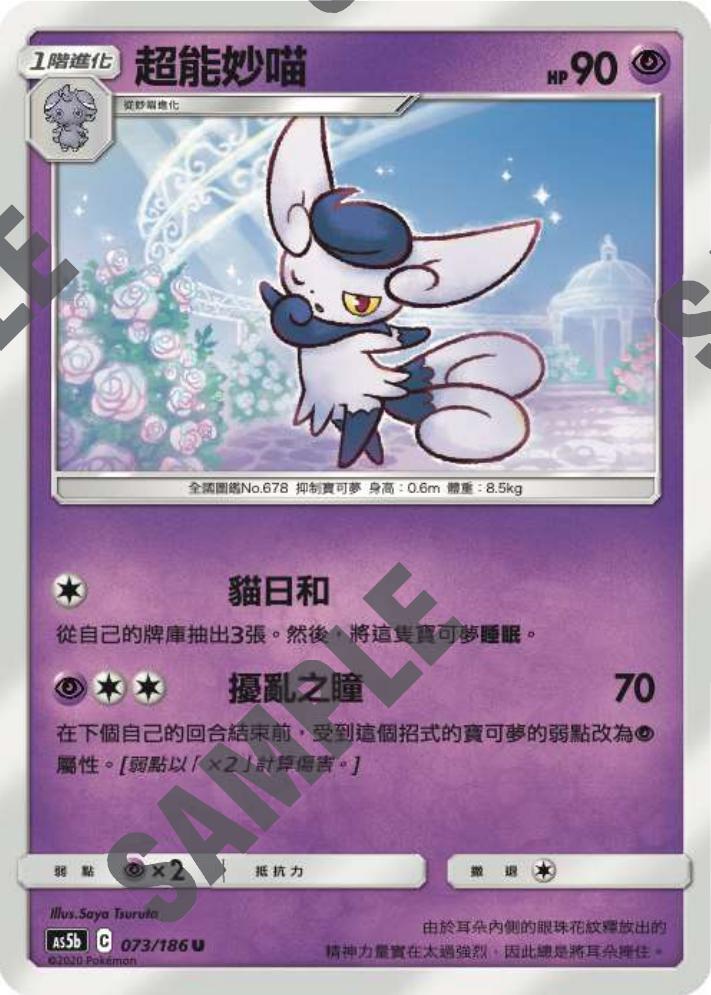 SAMPLE
1階進化 超能妙喵 HP 90
從妙喵進化
全國圖鑑No.678 抑制寶可夢 身高：0.6m 體重：8.5kg
貓日和
從自己的牌庫抽出3張。然後，將這隻寶可夢睡眠。
擾亂之瞳 70
在下個自己的回合結束前，受到這個招式的寶可夢的弱點改為
屬性。[弱點以「×2」計算傷害。]
弱點 ×2 抵抗力 撤退
Illus.Saya Tsuruta
AS5b C 073/186 U
©2020 Pokémon
由於耳朵內側的眼珠花紋釋放出的
精神力量實在太過強烈，因此總是將耳朵掩住。